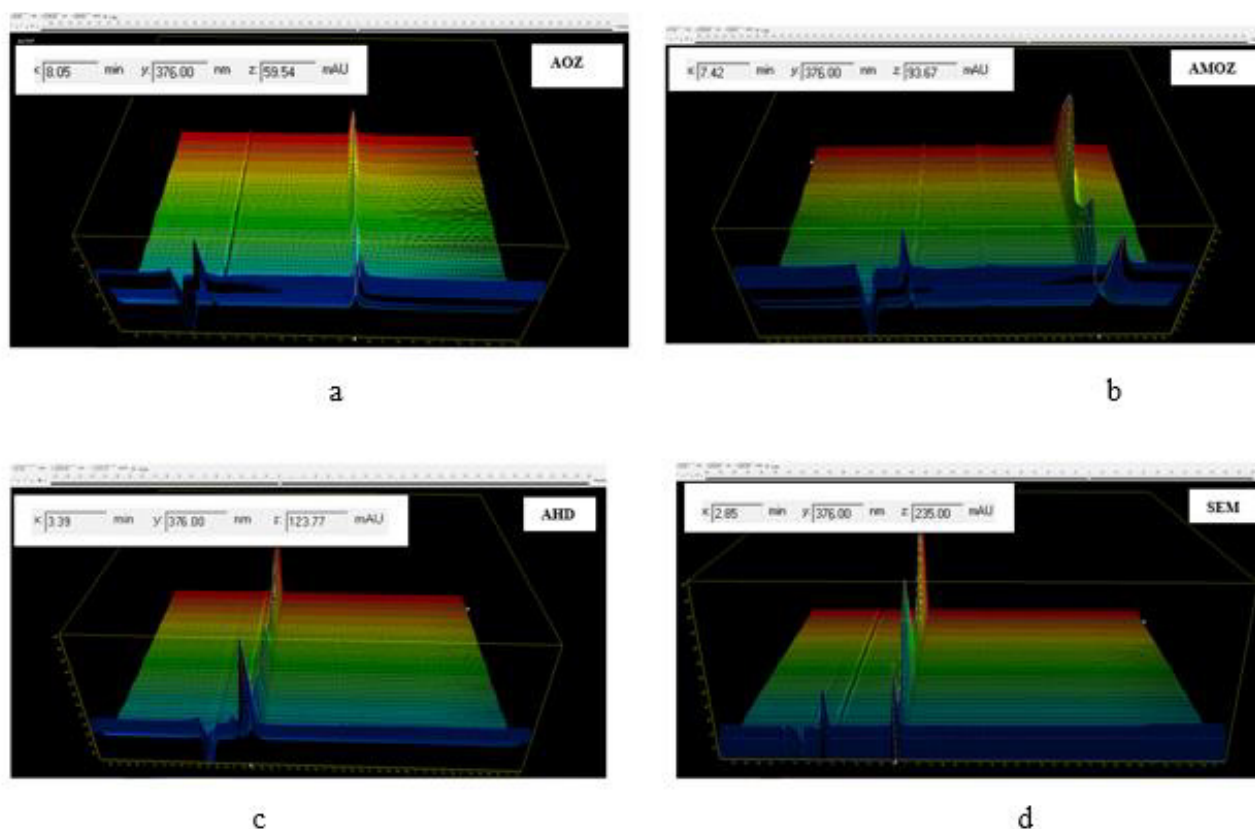 x: 8.05 min y: 376.00 nm z: 59.54 mAU
AOZ
x: 7.42 min y: 376.00 nm z: 93.67 mAU
AMOZ
a
b
x: 3.39 min y: 376.00 nm z: 123.77 mAU
AHD
x: 2.85 min y: 376.00 nm z: 235.00 mAU
SEM
c
d